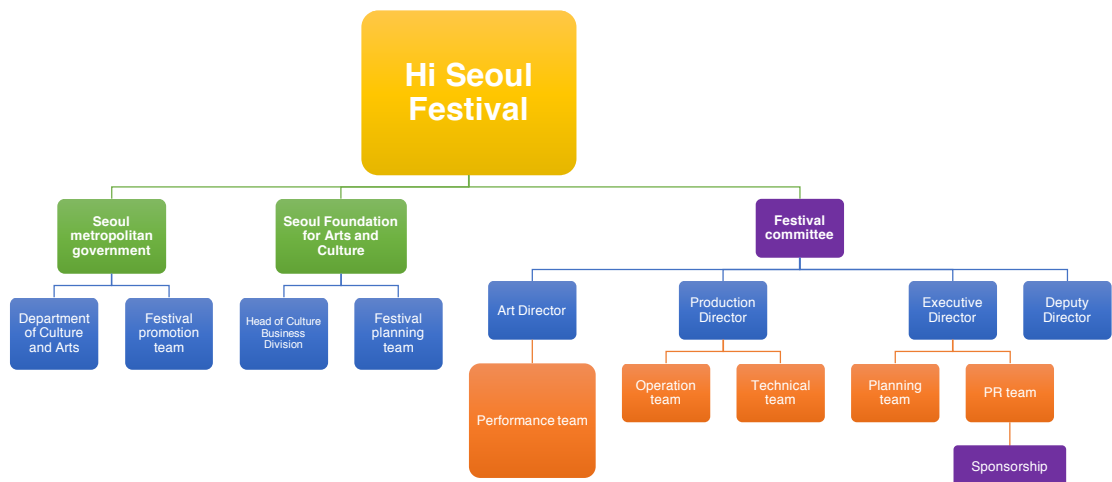 Hi Seoul
Festival
Seoul
metropolitan
government
Seoul Foundation
for Arts and
Culture
Festival
committee
Department
of Culture
and Arts
Festival
promotion
team
Head of Culture
Business
Division
Festival
planning
team
Art Director
Production
Director
Executive
Director
Deputy
Director
Performance team
Operation
team
Technical
team
Planning
team
PR team
Sponsorship